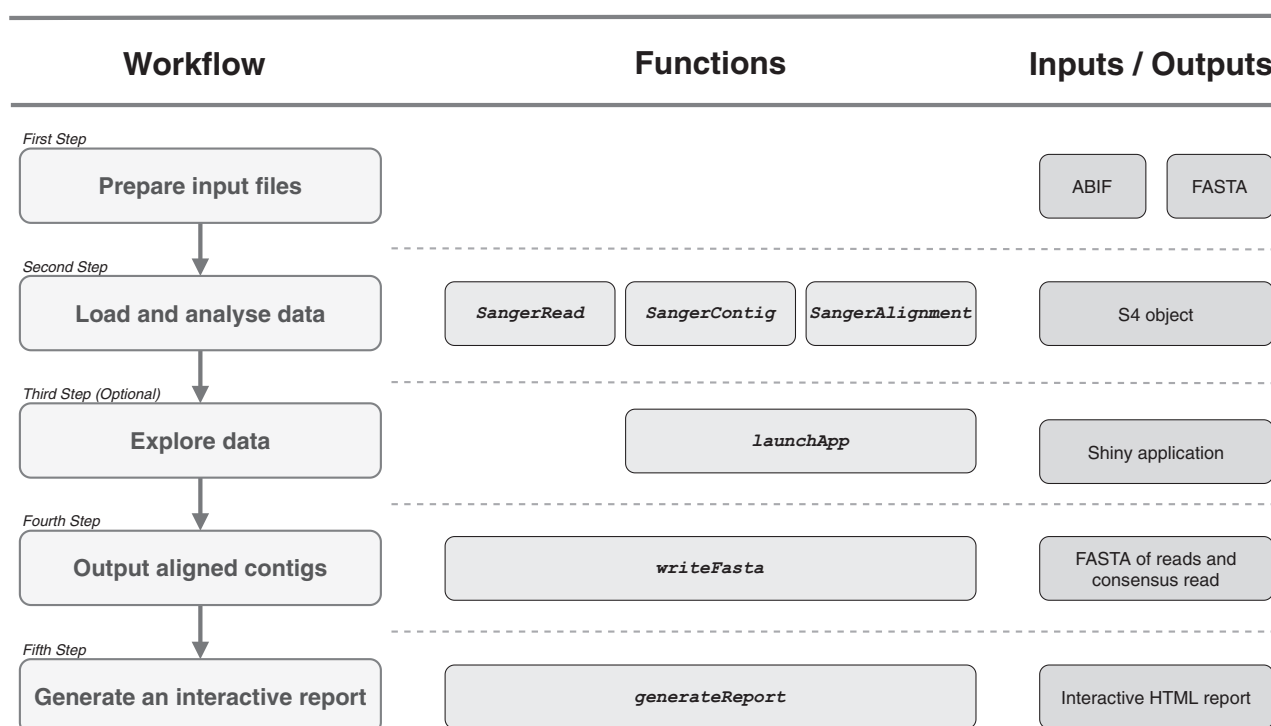 Workflow
Functions
Inputs / Outputs
First Step
Prepare input files
ABIF
FASTA
Second Step
Load and analyse data
SangerRead
SangerContig
SangerAlignment
S4 object
Third Step (Optional)
Explore data
launchApp
Shiny application
Fourth Step
Output aligned contigs
writeFasta
FASTA of reads and
consensus read
Fifth Step
Generate an interactive report
generateReport
Interactive HTML report